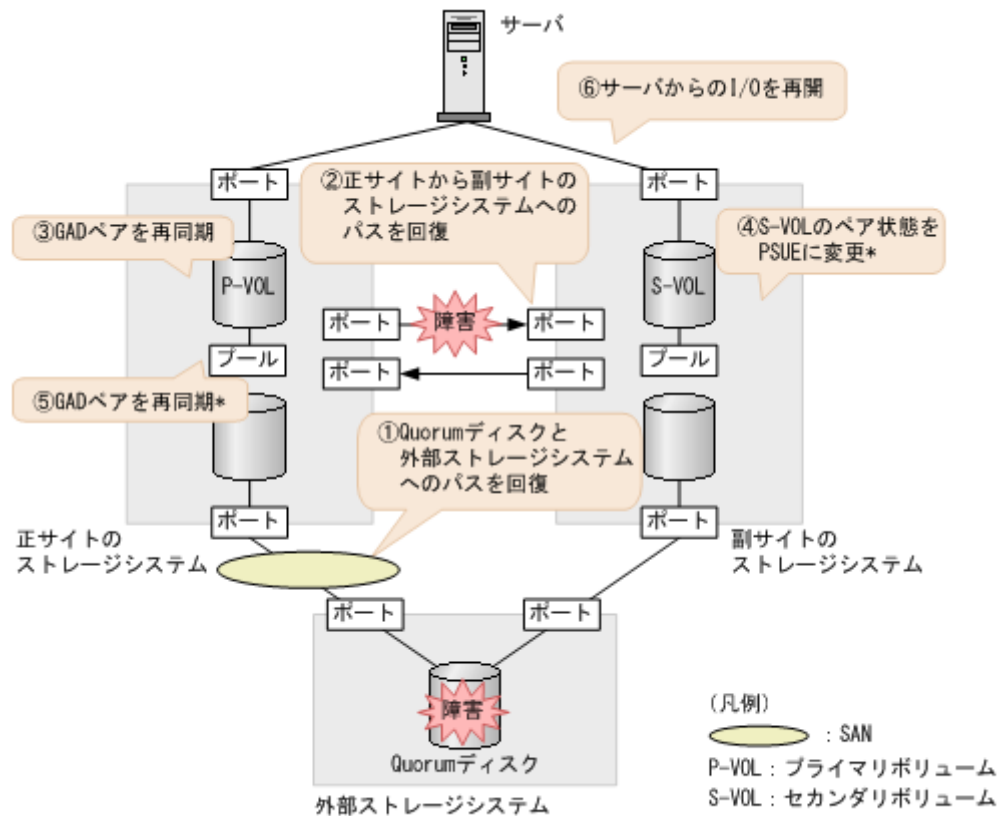 サーバ
⑥サーバからのI/Oを再開
ポート
ポート
②正サイトから副サイトの
ストレージシステムへの
パスを回復
③GADペアを再同期
④S-VOLのペア状態を
PSUEに変更*
P-VOL
S-VOL
ポート
障害
ポート
プール
プール
ポート
ポート
⑤GADペアを再同期*
①Quorumディスクと
外部ストレージシステム
へのパスを回復
ポート
ポート
正サイトの
ストレージシステム
副サイトの
ストレージシステム
ポート
ポート
障害
Quorumディスク
外部ストレージシステム
(凡例)
：SAN
P-VOL：プライマリボリューム
S-VOL：セカンダリボリューム